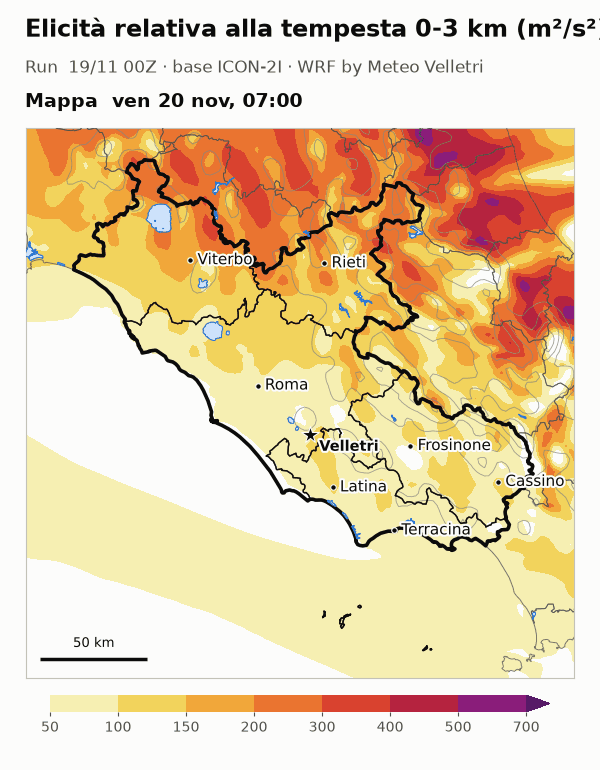 Elicità relativa alla tempesta 0-3 km (m²/s²)
Run 19/11 00Z · base ICON-2I · WRF by Meteo Velletri
Mappa ven 20 nov, 07:00
Viterbo
Rieti
Roma
Velletri
Frosinone
Latina
Cassino
Terracina
50 km
50 100 150 200 300 400 500 700